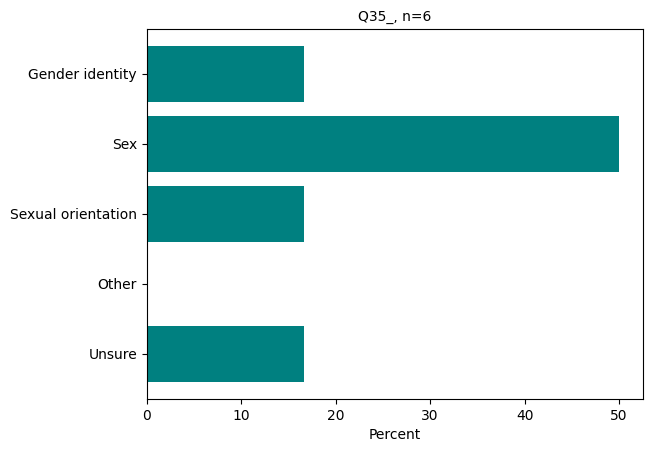 Q35_, n=6
Gender identity
Sex
Sexual orientation
Other
Unsure
0 10 20 30 40 50
Percent